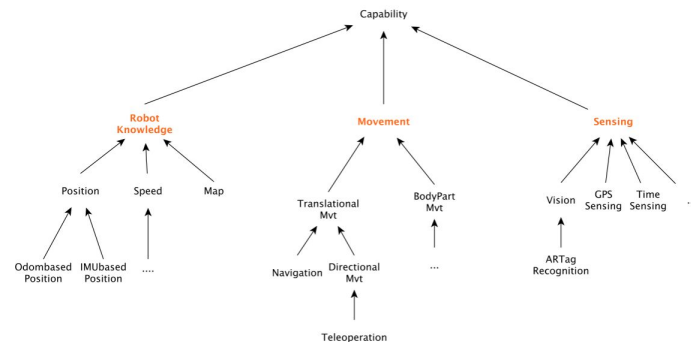 Capability
Robot
Knowledge
Movement
Sensing
Position
Speed
Map
Translational
Mvt
BodyPart
Mvt
Vision
GPS
Sensing
Time
Sensing
.
Odombased
Position
IMUbased
Position
....
Navigation
Directional
Mvt
...
ARTag
Recognition
Teleoperation